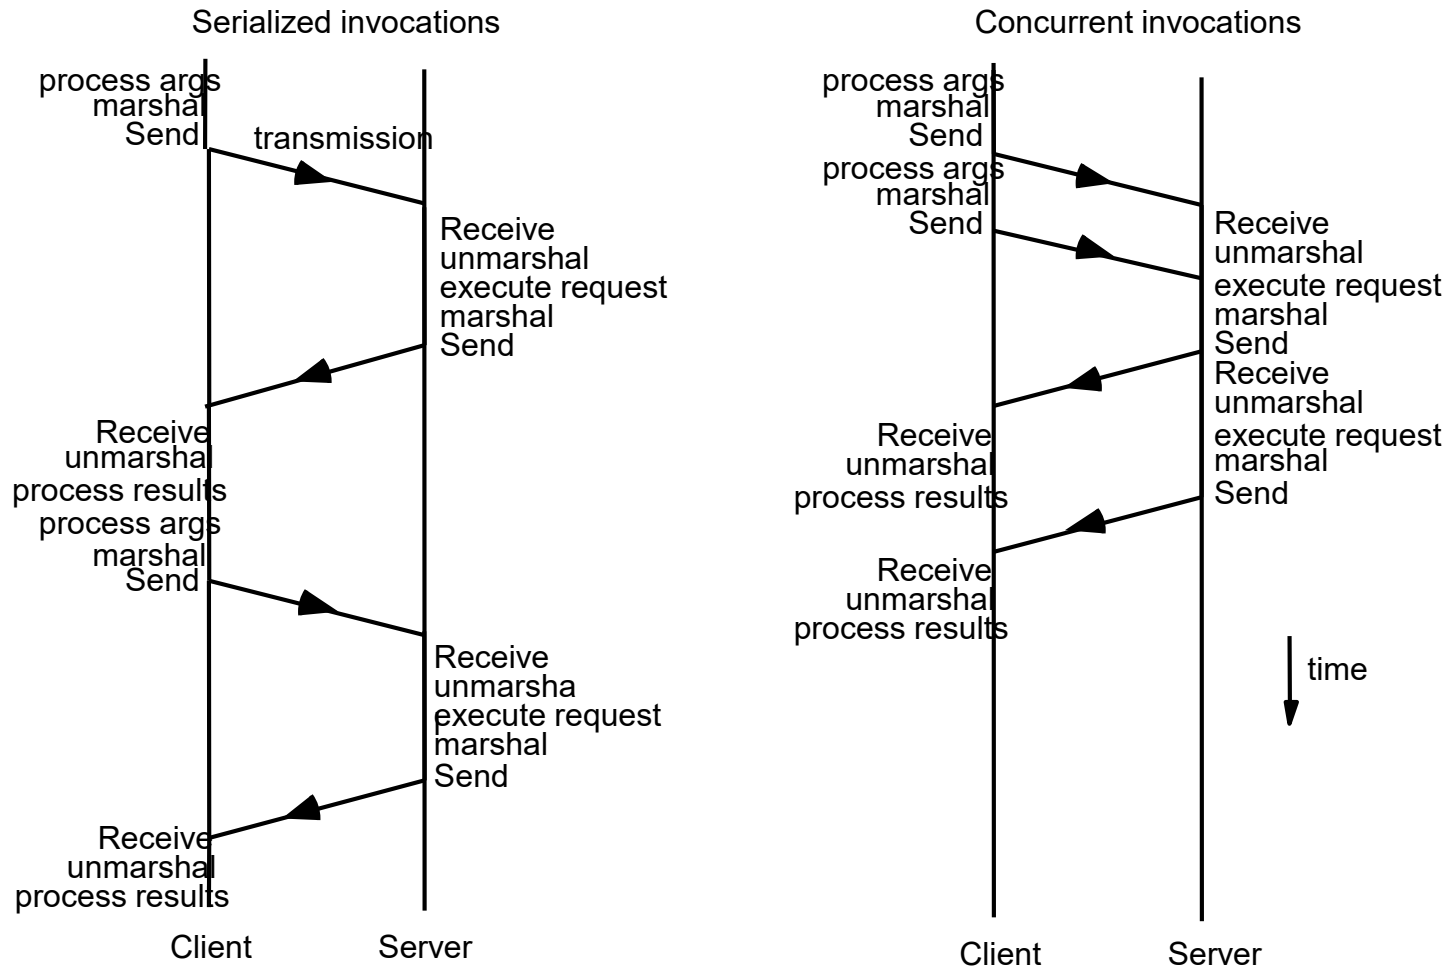 Serialized invocations
process args
marshal
Send
transmission
Receive
unmarshal
execute request
marshal
Send
Receive
unmarshal
process results
process args
marshal
Send
Receive
unmarsha
l
execute request
marshal
Send
Receive
unmarshal
process results
Client
Server
Concurrent invocations
process args
marshal
Send
process args
marshal
Send
Receive
unmarshal
execute request
marshal
Send
Receive
unmarshal
execute request
marshal
Send
Receive
unmarshal
process results
Receive
unmarshal
process results
time
Client
Server